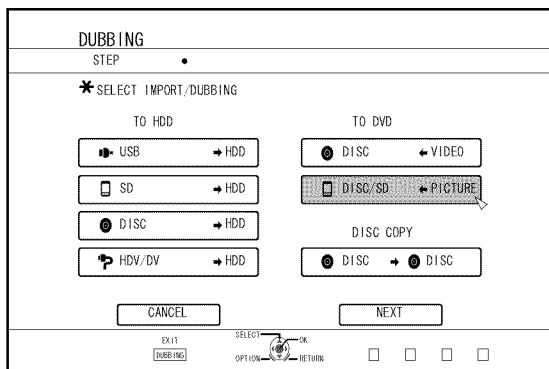 DUBBING
STEP
SELECT IMPORT/DUBBING
TO HDD
USB → HDD
SD → HDD
DISC → HDD
HDV/DV → HDD
TO DVD
DISC ← VIDEO
DISC/SD ← PICTURE
DISC COPY
DISC → DISC
CANCEL
NEXT
EXIT
DUBBING
SELECT
OK
OPTION
RETURN